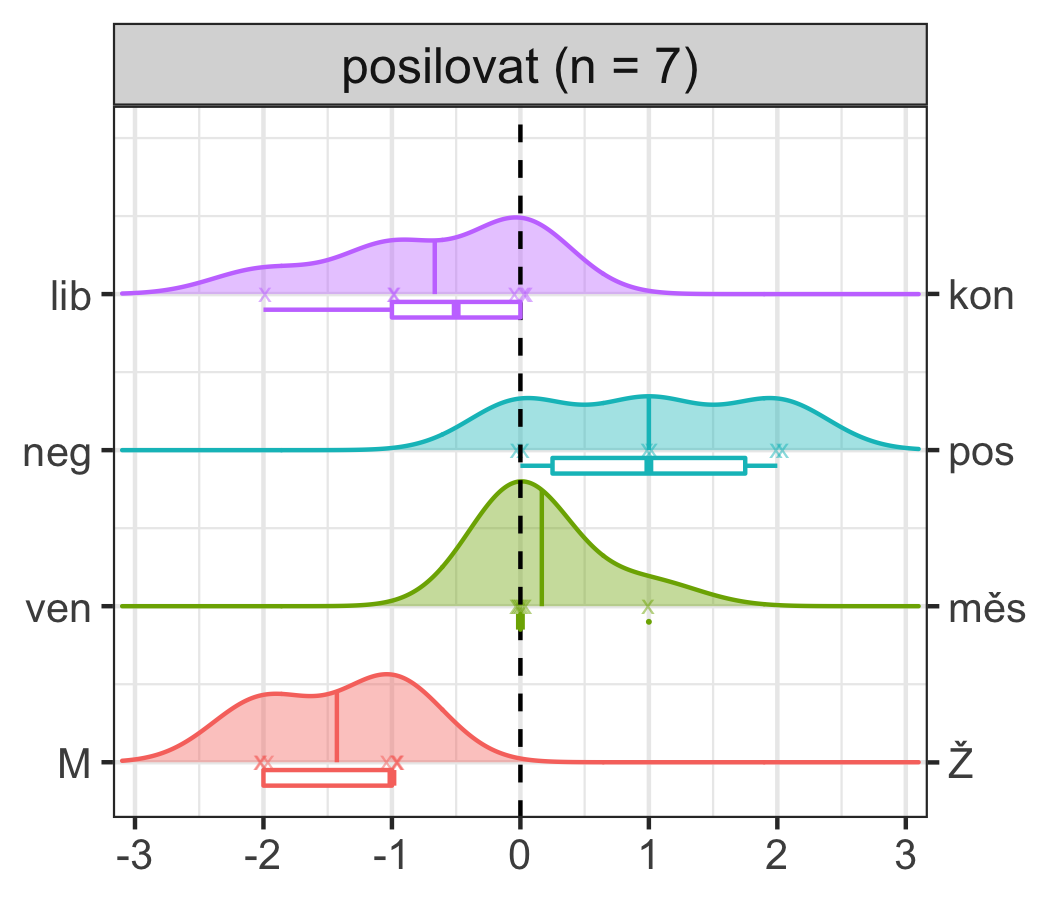 posilovat (n = 7)
lib kon
neg pos
ven měs
M Ž
-3 -2 -1 0 1 2 3